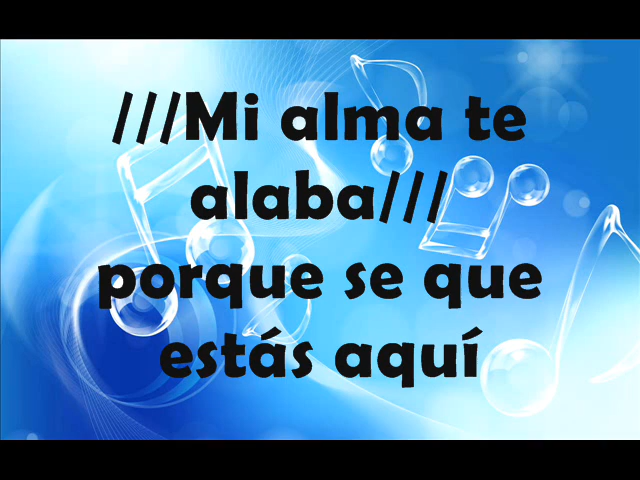 ///Mi alma te
alaba///
porque se que
estás aquí